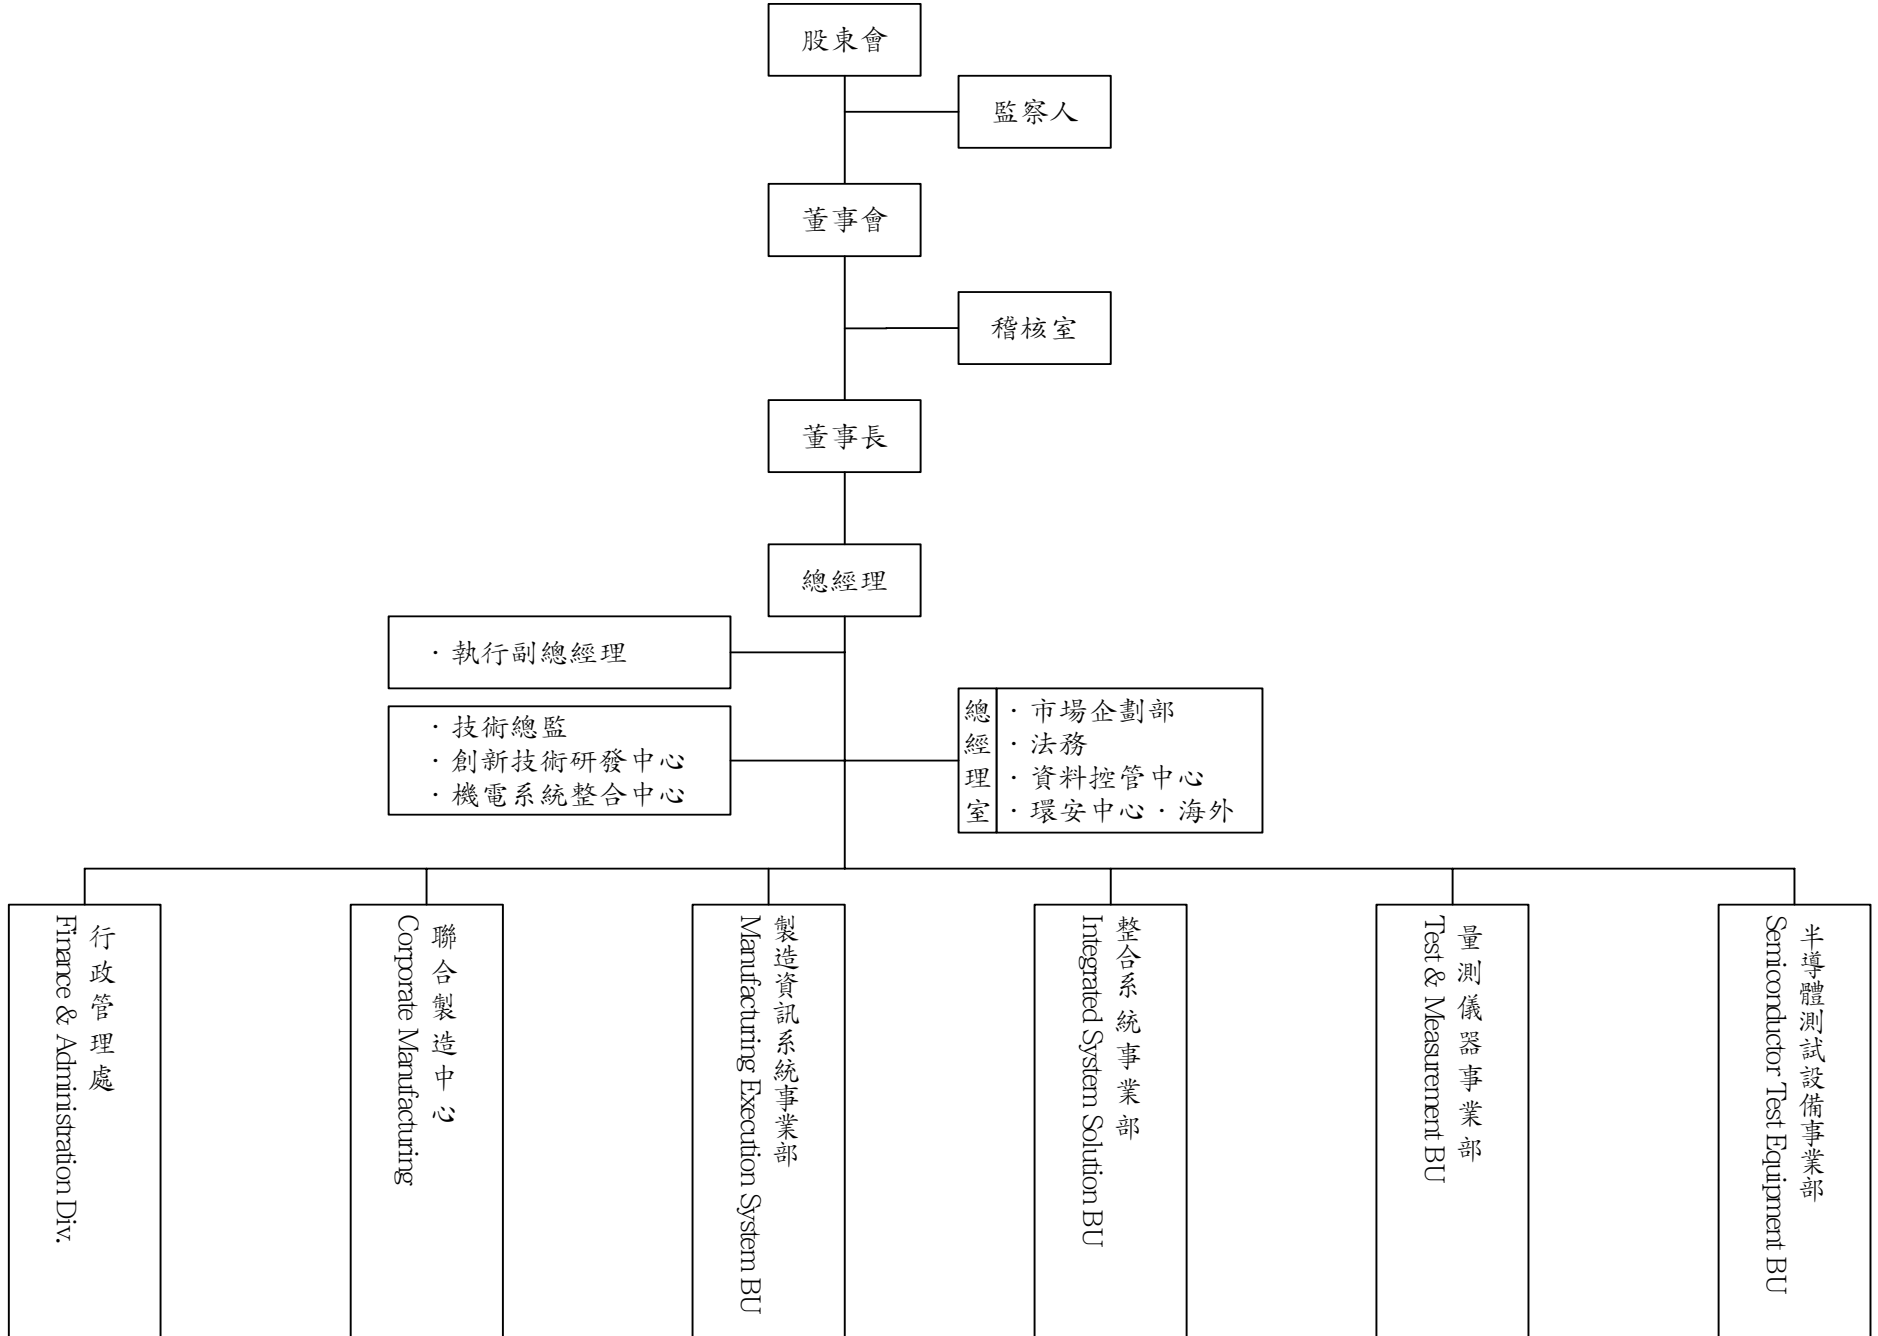 股東會
監察人
董事會
稽核室
董事長
總經理
．執行副總經理
．技術總監
．創新技術研發中心
．機電系統整合中心
總經理室
．市場企劃部
．法務
．資料控管中心
．環安中心．海外
行政管理處
Finance & Administration Div.
聯合製造中心
Corporate Manufacturing
製造資訊系統事業部
Manufacturing Execution System BU
整合系統事業部
Integrated System Solution BU
量測儀器事業部
Test & Measurement BU
半導體測試設備事業部
Semiconductor Test Equipment BU